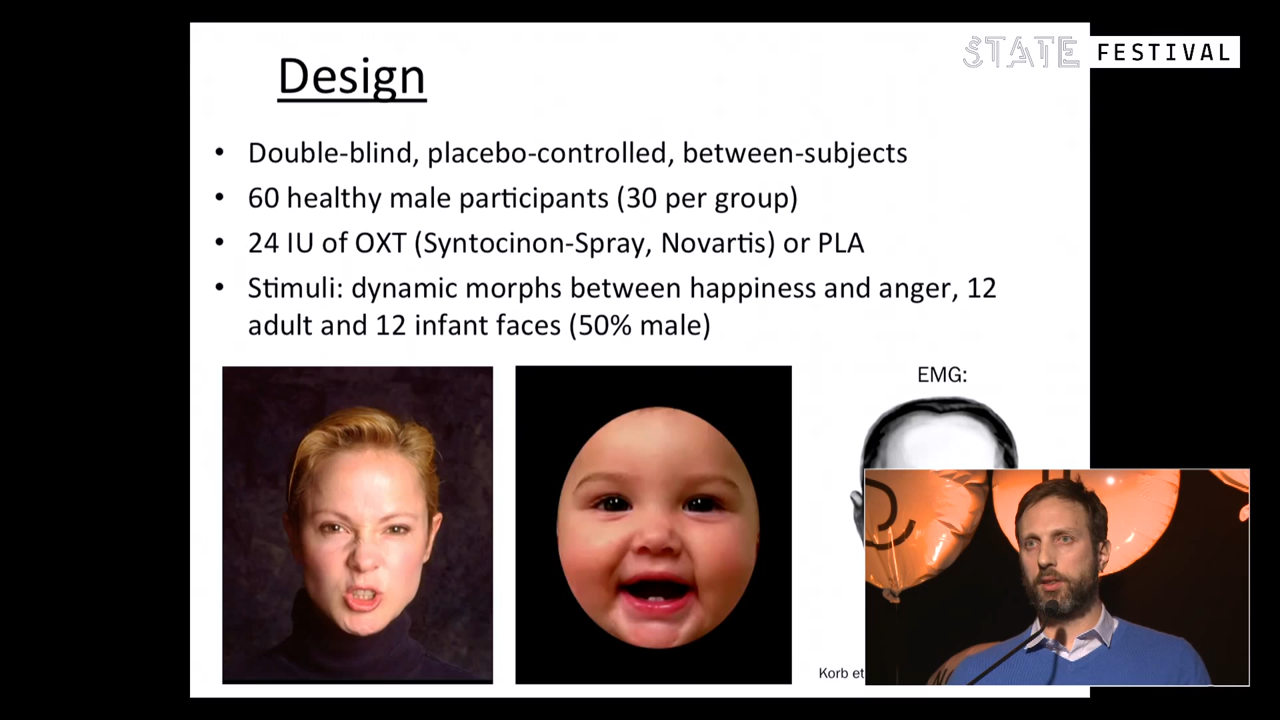 STATE FESTIVAL
Design
• Double-blind, placebo-controlled, between-subjects
• 60 healthy male participants (30 per group)
• 24 IU of OXT (Syntocinon-Spray, Novartis) or PLA
• Stimuli: dynamic morphs between happiness and anger, 12
adult and 12 infant faces (50% male)
EMG:
Korb et